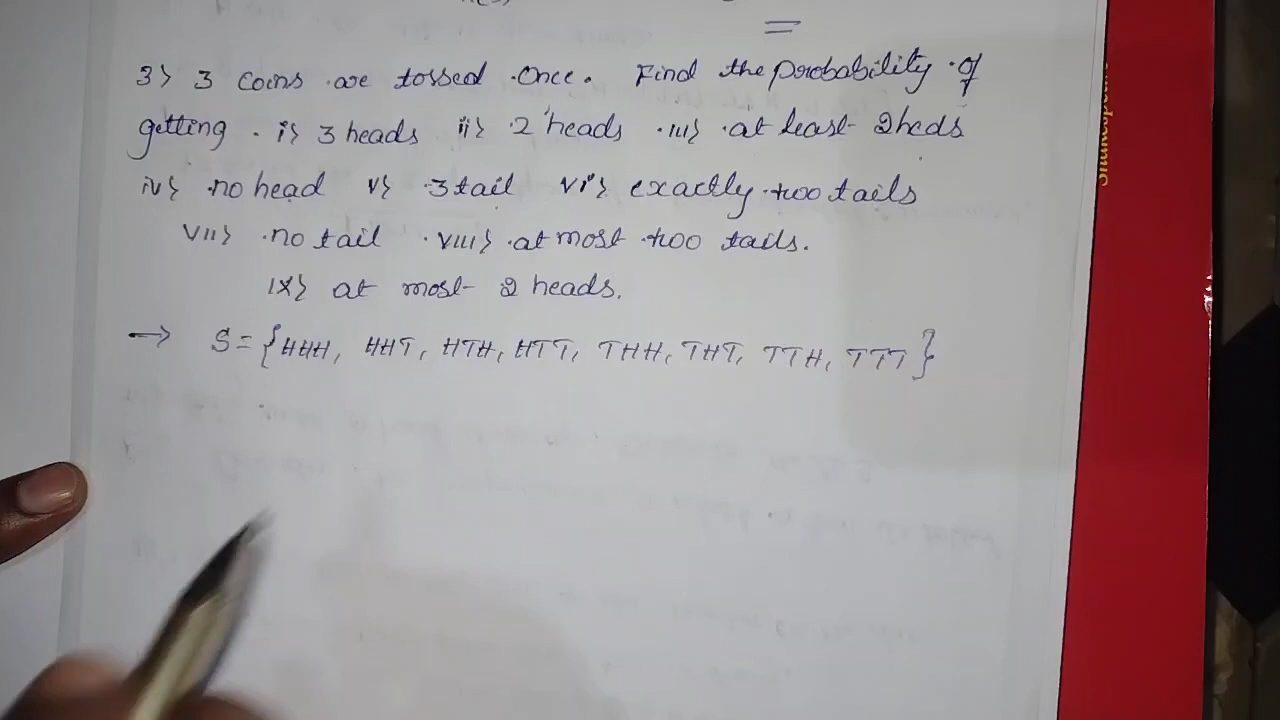 3} 3 coins are tossed once. Find the probability of
getting . i} 3 heads ii} 2 heads iii} at least 2 heds
iv} no head v} 3 tail vi} exactly two tails
vii} no tail viii} at most two tails.
ix} at most 2 heads.
→ S = {HHH, HHT, HTH, HTT, THH, THT, TTH, TTT}